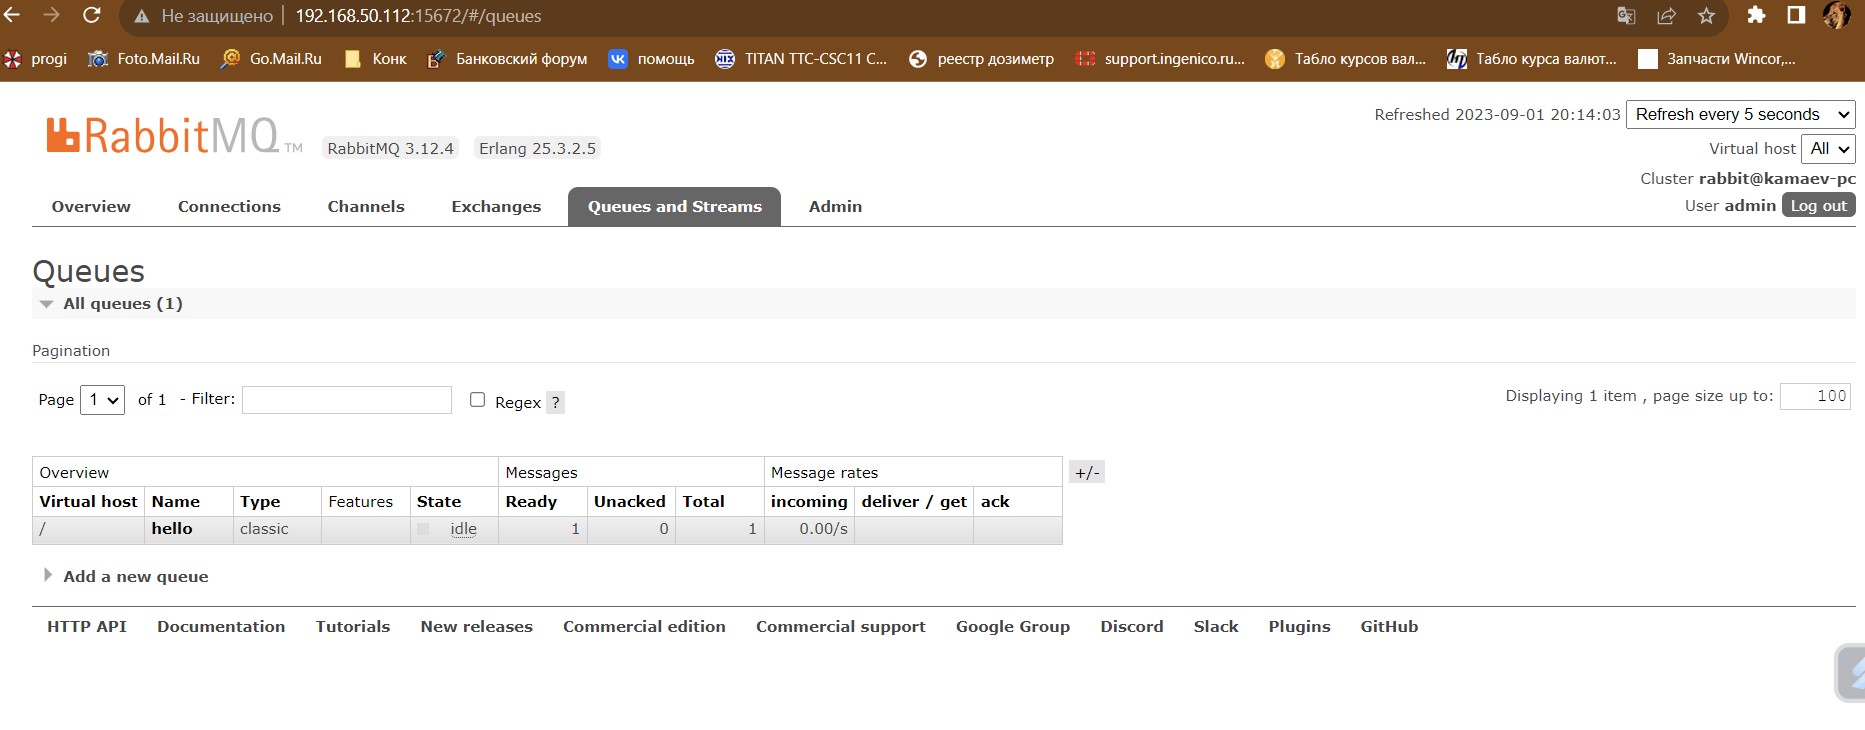 Не защищено 192.168.50.112:15672/#/queues
progi Foto.Mail.Ru Go.Mail.Ru Конк Банковский форум помощь TITAN TTC-CSC11 C... реестр дозиметр support.ingenico.ru... Табло курсов вал... Табло курса валют... Запчасти Wincor,...
Refreshed 2023-09-01 20:14:03 Refresh every 5 seconds
RabbitMQ TM RabbitMQ 3.12.4 Erlang 25.3.2.5
Virtual host All
Cluster rabbit@kamaev-pc
User admin Log out
Overview Connections Channels Exchanges Queues and Streams Admin
Queues
All queues (1)
Pagination
Page 1 of 1 - Filter: Regex ? Displaying 1 item , page size up to: 100
Overview Messages Message rates +/-
Virtual host Name Type Features State Ready Unacked Total incoming deliver / get ack
/ hello classic idle 1 0 1 0.00/s
Add a new queue
HTTP API Documentation Tutorials New releases Commercial edition Commercial support Google Group Discord Slack Plugins GitHub